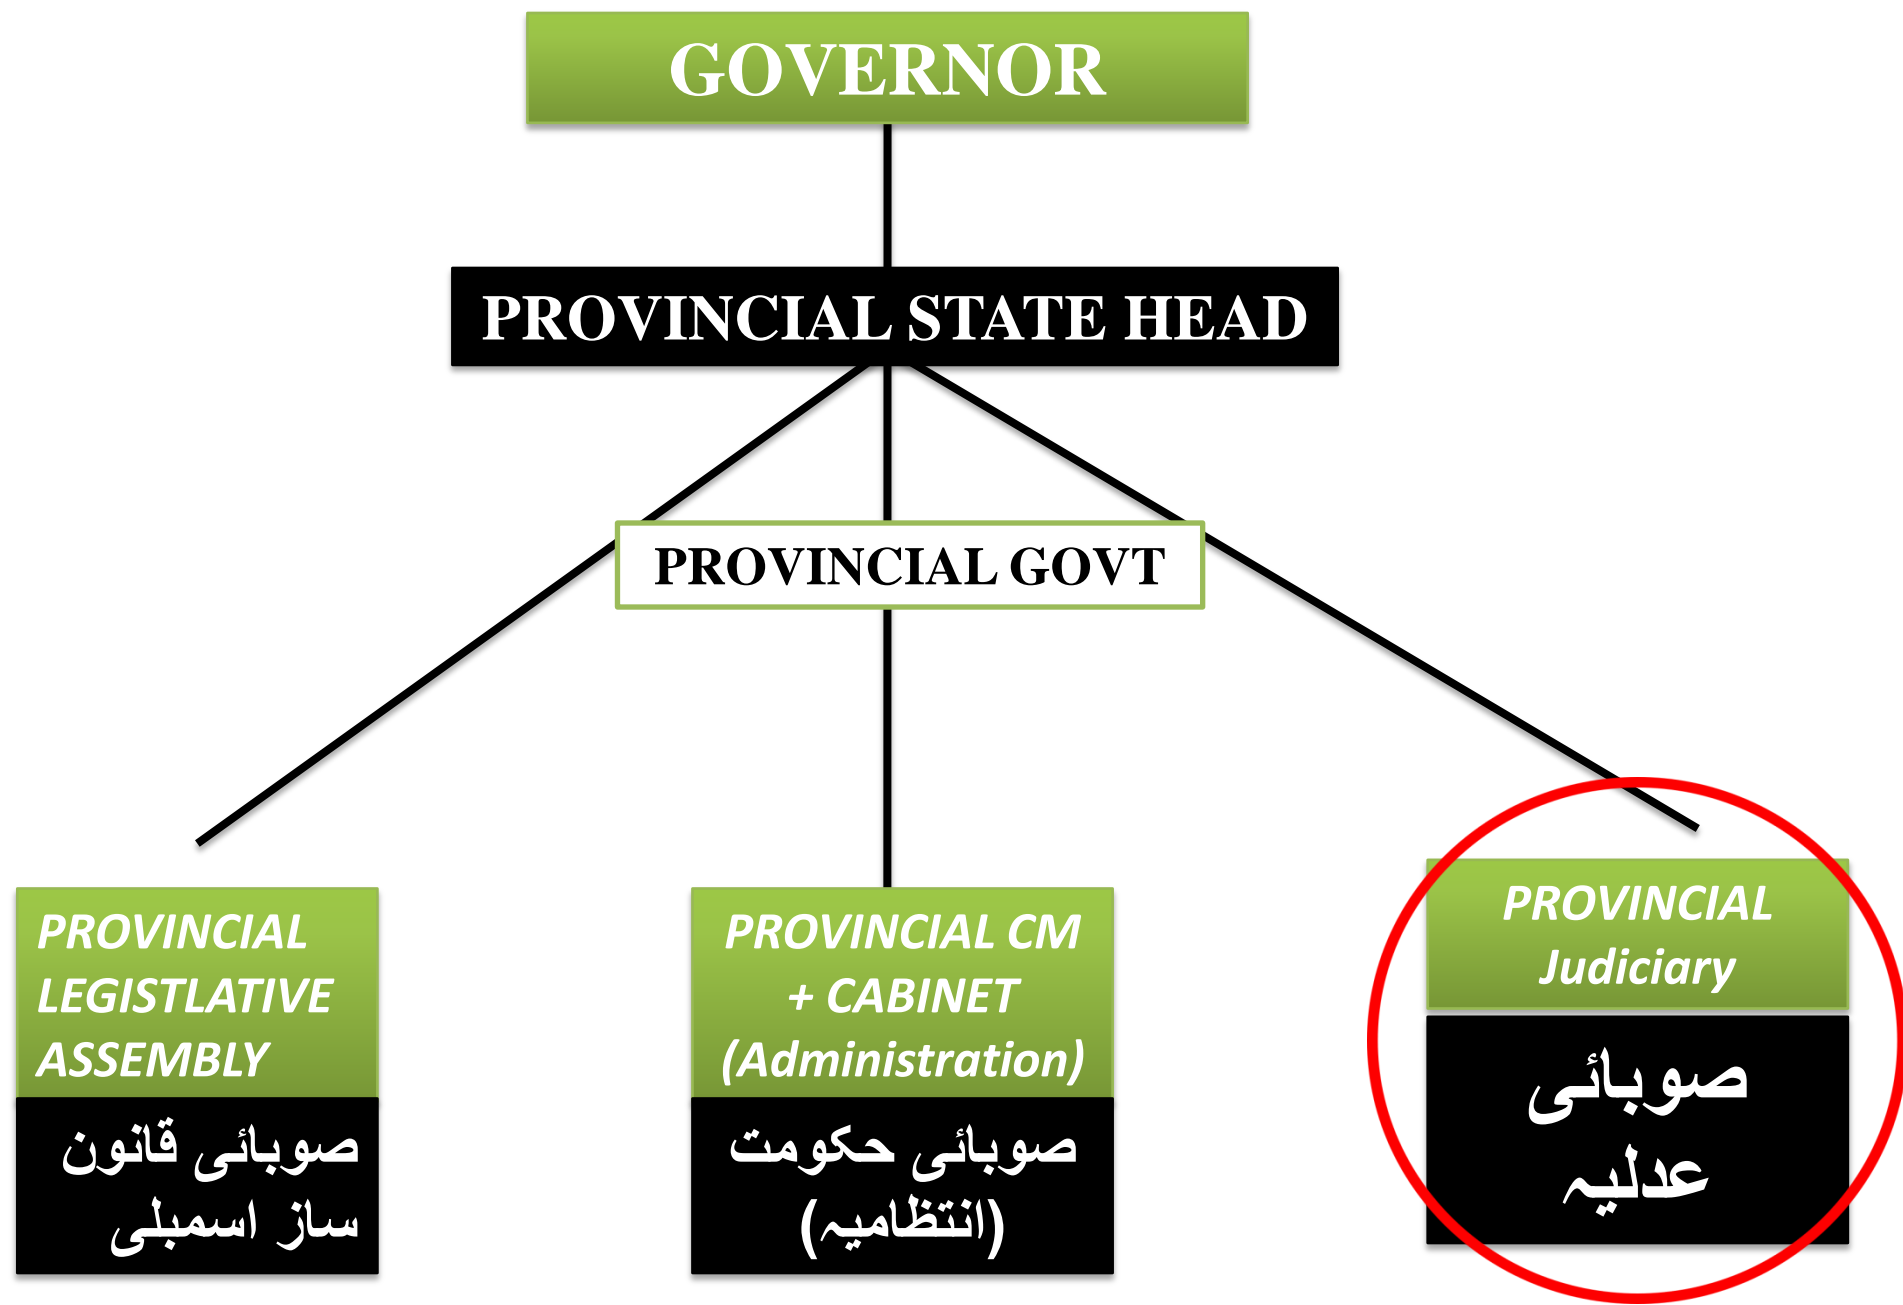 GOVERNOR
PROVINCIAL STATE HEAD
PROVINCIAL GOVT
PROVINCIAL
LEGISTLATIVE
ASSEMBLY
صوبائی قانون
ساز اسمبلی
PROVINCIAL CM
+ CABINET
(Administration)
صوبائی حکومت
(انتظامیہ)
PROVINCIAL
Judiciary
صوبائی
عدلیہ